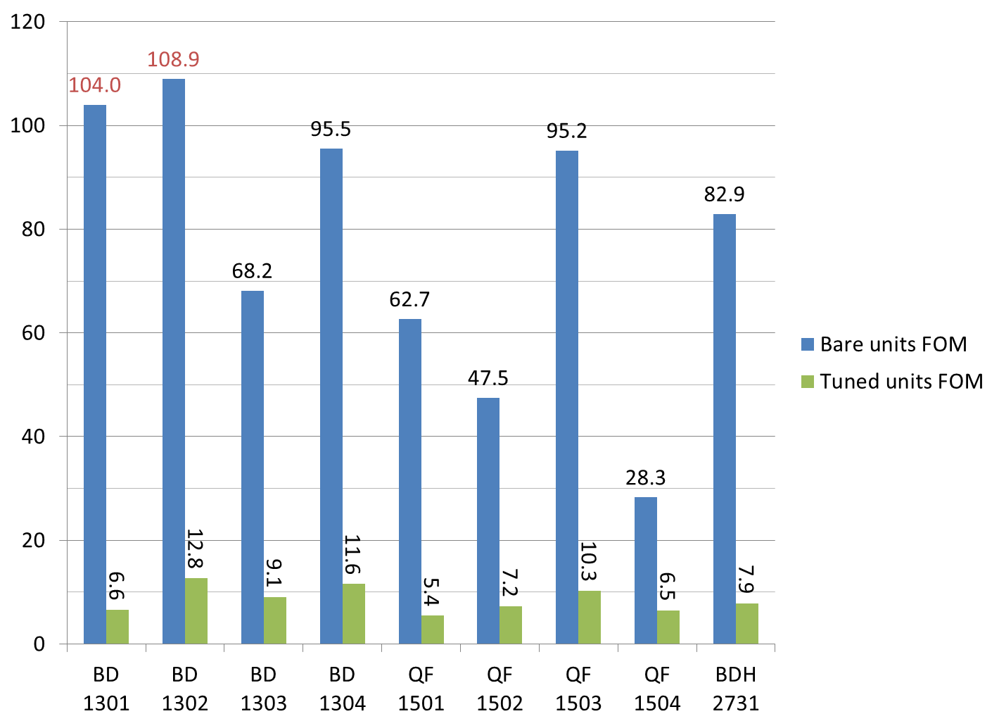 120
100
80
60
40
20
0
104.0
108.9
68.2
95.5
62.7
47.5
95.2
28.3
82.9
6.6
12.8
9.1
11.6
5.4
7.2
10.3
6.5
7.9
BD 1301
BD 1302
BD 1303
BD 1304
QF 1501
QF 1502
QF 1503
QF 1504
BDH 2731
Bare units FOM
Tuned units FOM